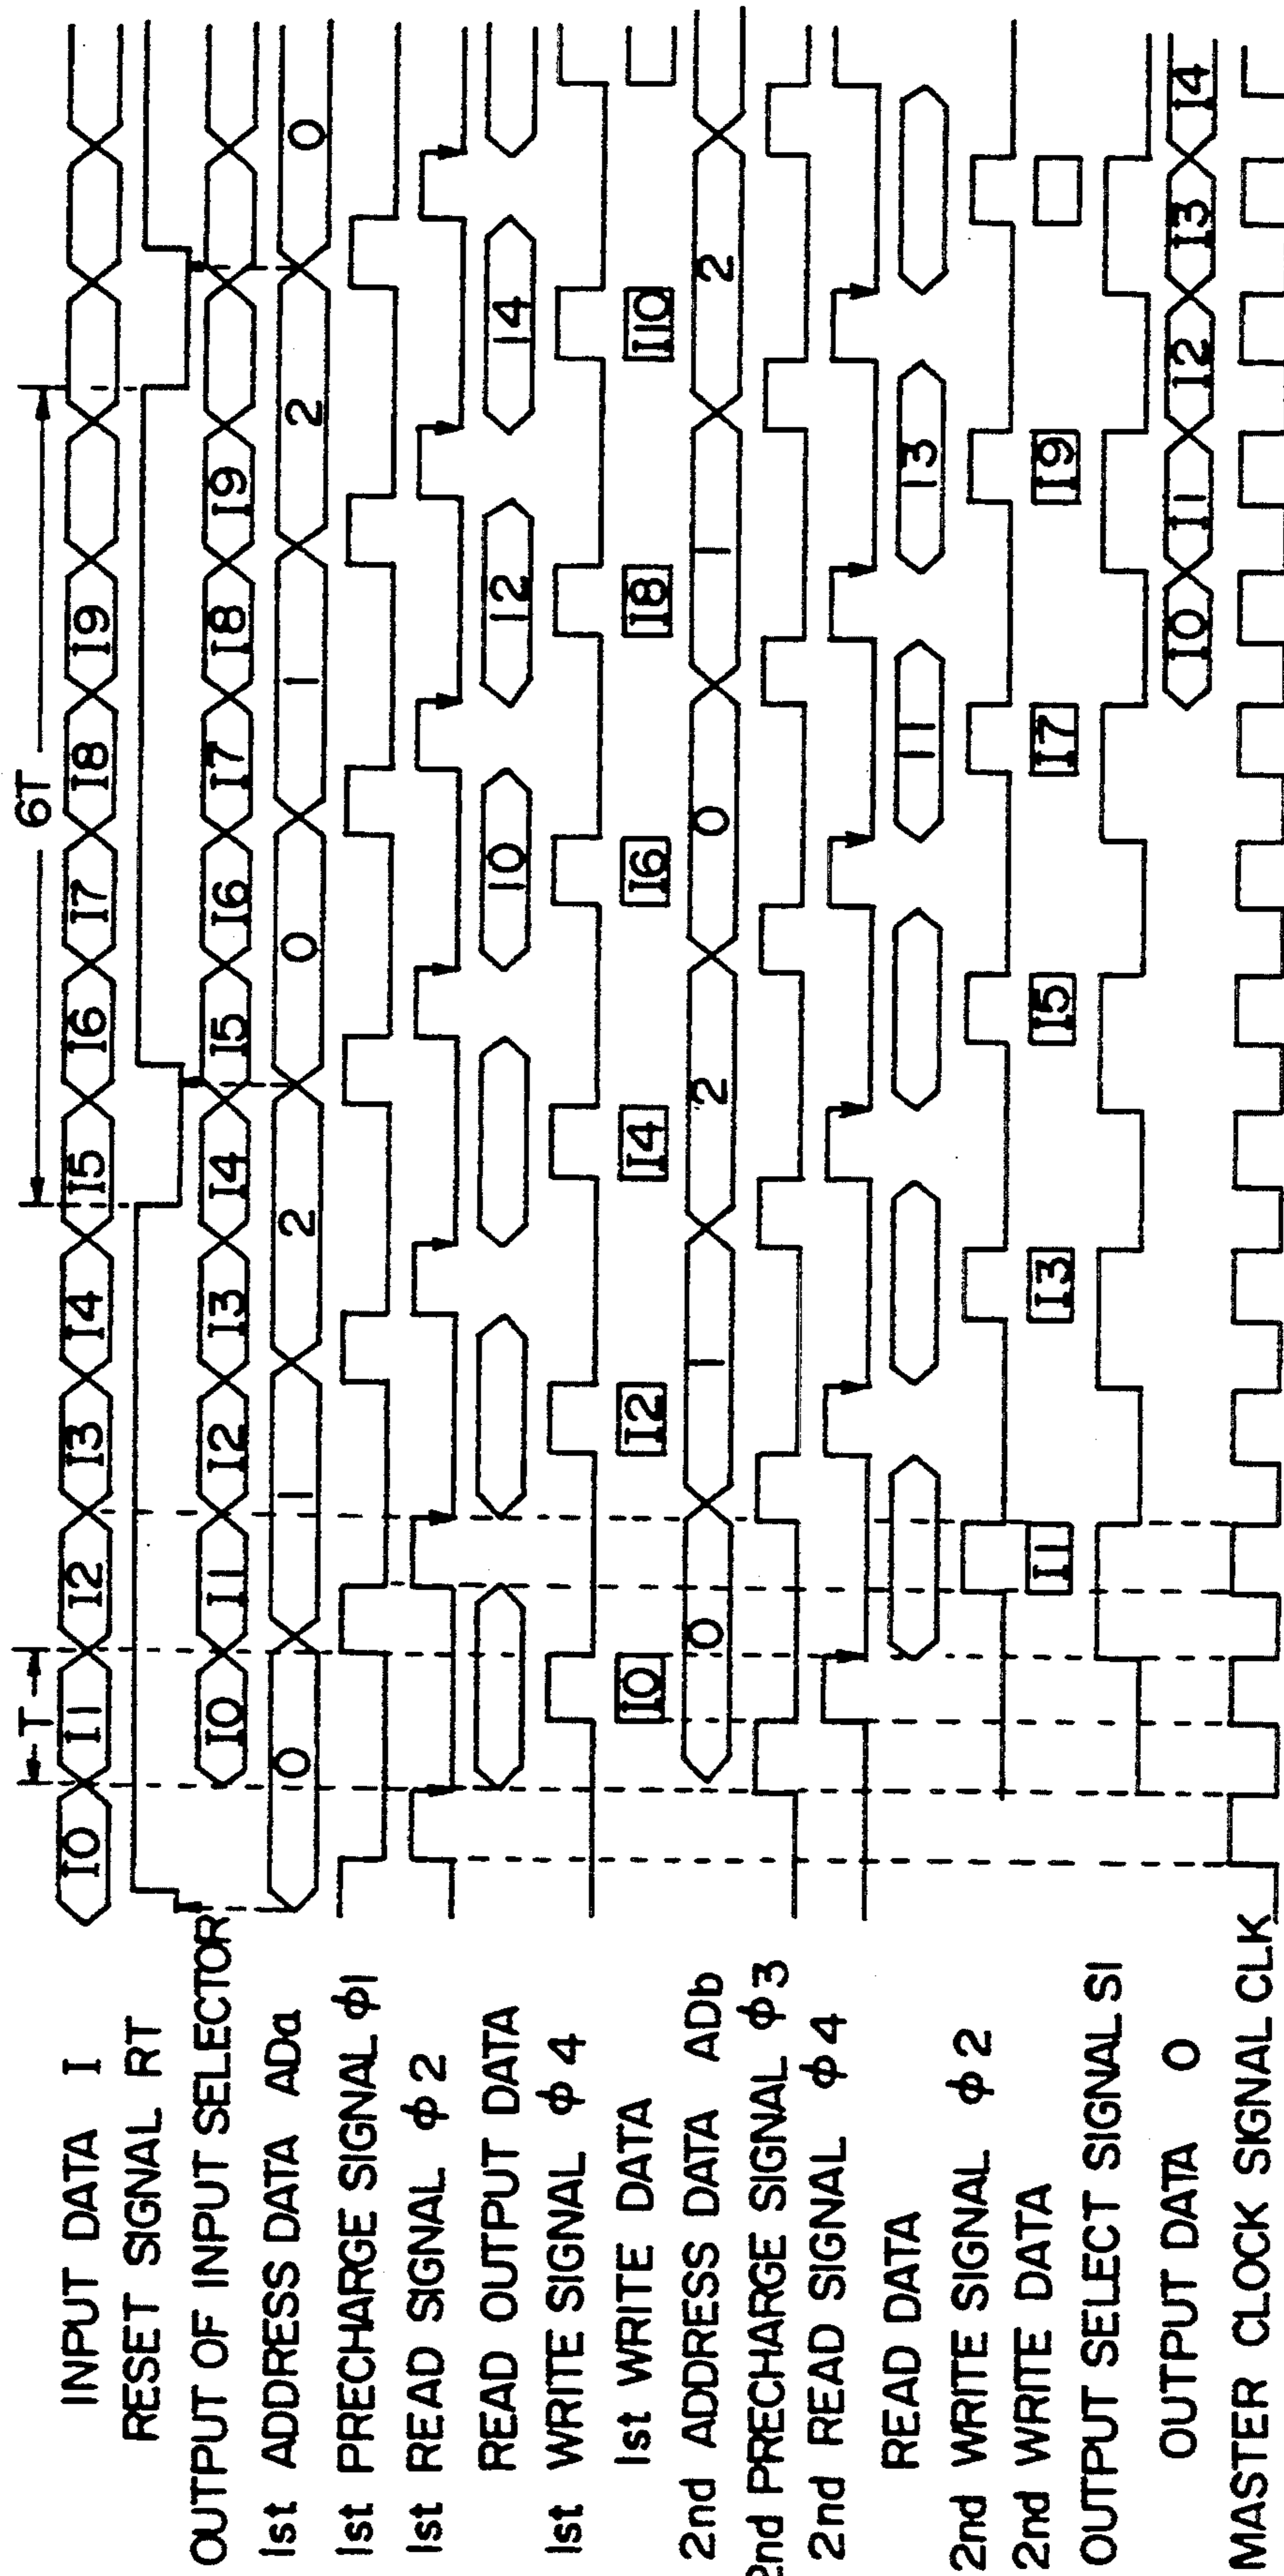 T 6T
INPUT DATA I I0 I1 I2 I3 I4 I5 I6 I7 I8 I9
RESET SIGNAL RT
OUTPUT OF INPUT SELECTOR I0 I1 I2 I3 I4 I5 I6 I7 I8 I9
1st ADDRESS DATA ADa 0 1 2 0 1 2 0
1st PRECHARGE SIGNAL φ1
1st READ SIGNAL φ2
READ OUTPUT DATA I0 I2 I4
1st WRITE SIGNAL φ4
1st WRITE DATA I0 I2 I4 I6 I8 I10
2nd ADDRESS DATA ADb 0 1 2 0 1 2
2nd PRECHARGE SIGNAL φ3
2nd READ SIGNAL φ4
READ DATA I1 I3
2nd WRITE SIGNAL φ2
2nd WRITE DATA I1 I3 I5 I7 I9
OUTPUT SELECT SIGNAL S1
OUTPUT DATA O I0 I1 I2 I3 I4
MASTER CLOCK SIGNAL CLK